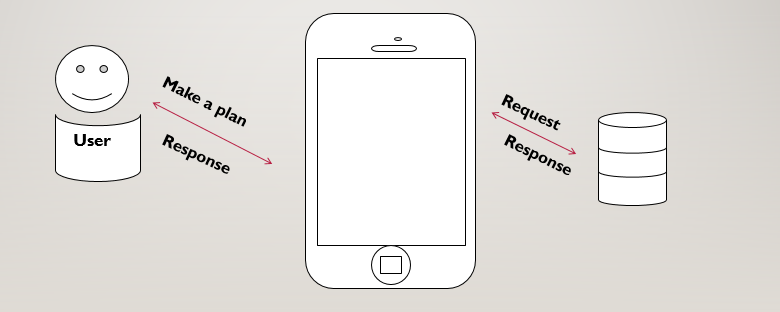 Make a plan
User
Response
Request
Response